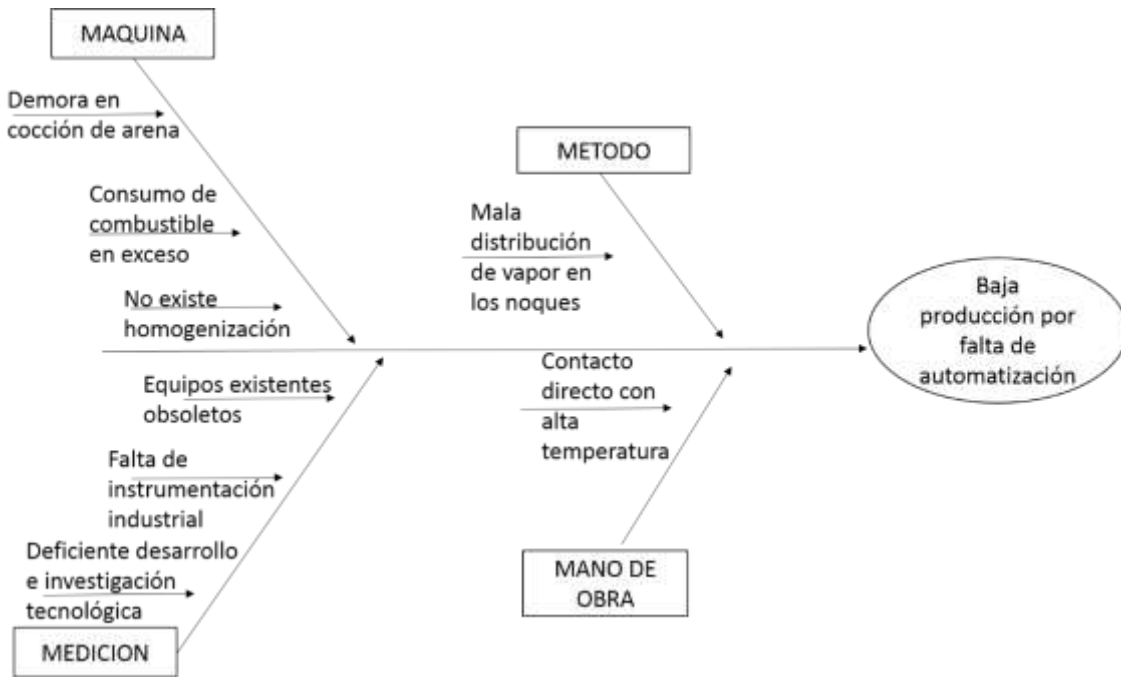 MAQUINA
Demora en
cocción de arena
Consumo de
combustible
en exceso
No existe
homogenización
METODO
Mala
distribución
de vapor en
los noques
Baja
producción por
falta de
automatización
Equipos existentes
obsoletos
Falta de
instrumentación
industrial
Deficiente desarrollo
e investigación
tecnológica
MEDICION
Contacto
directo con
alta
temperatura
MANO DE
OBRA